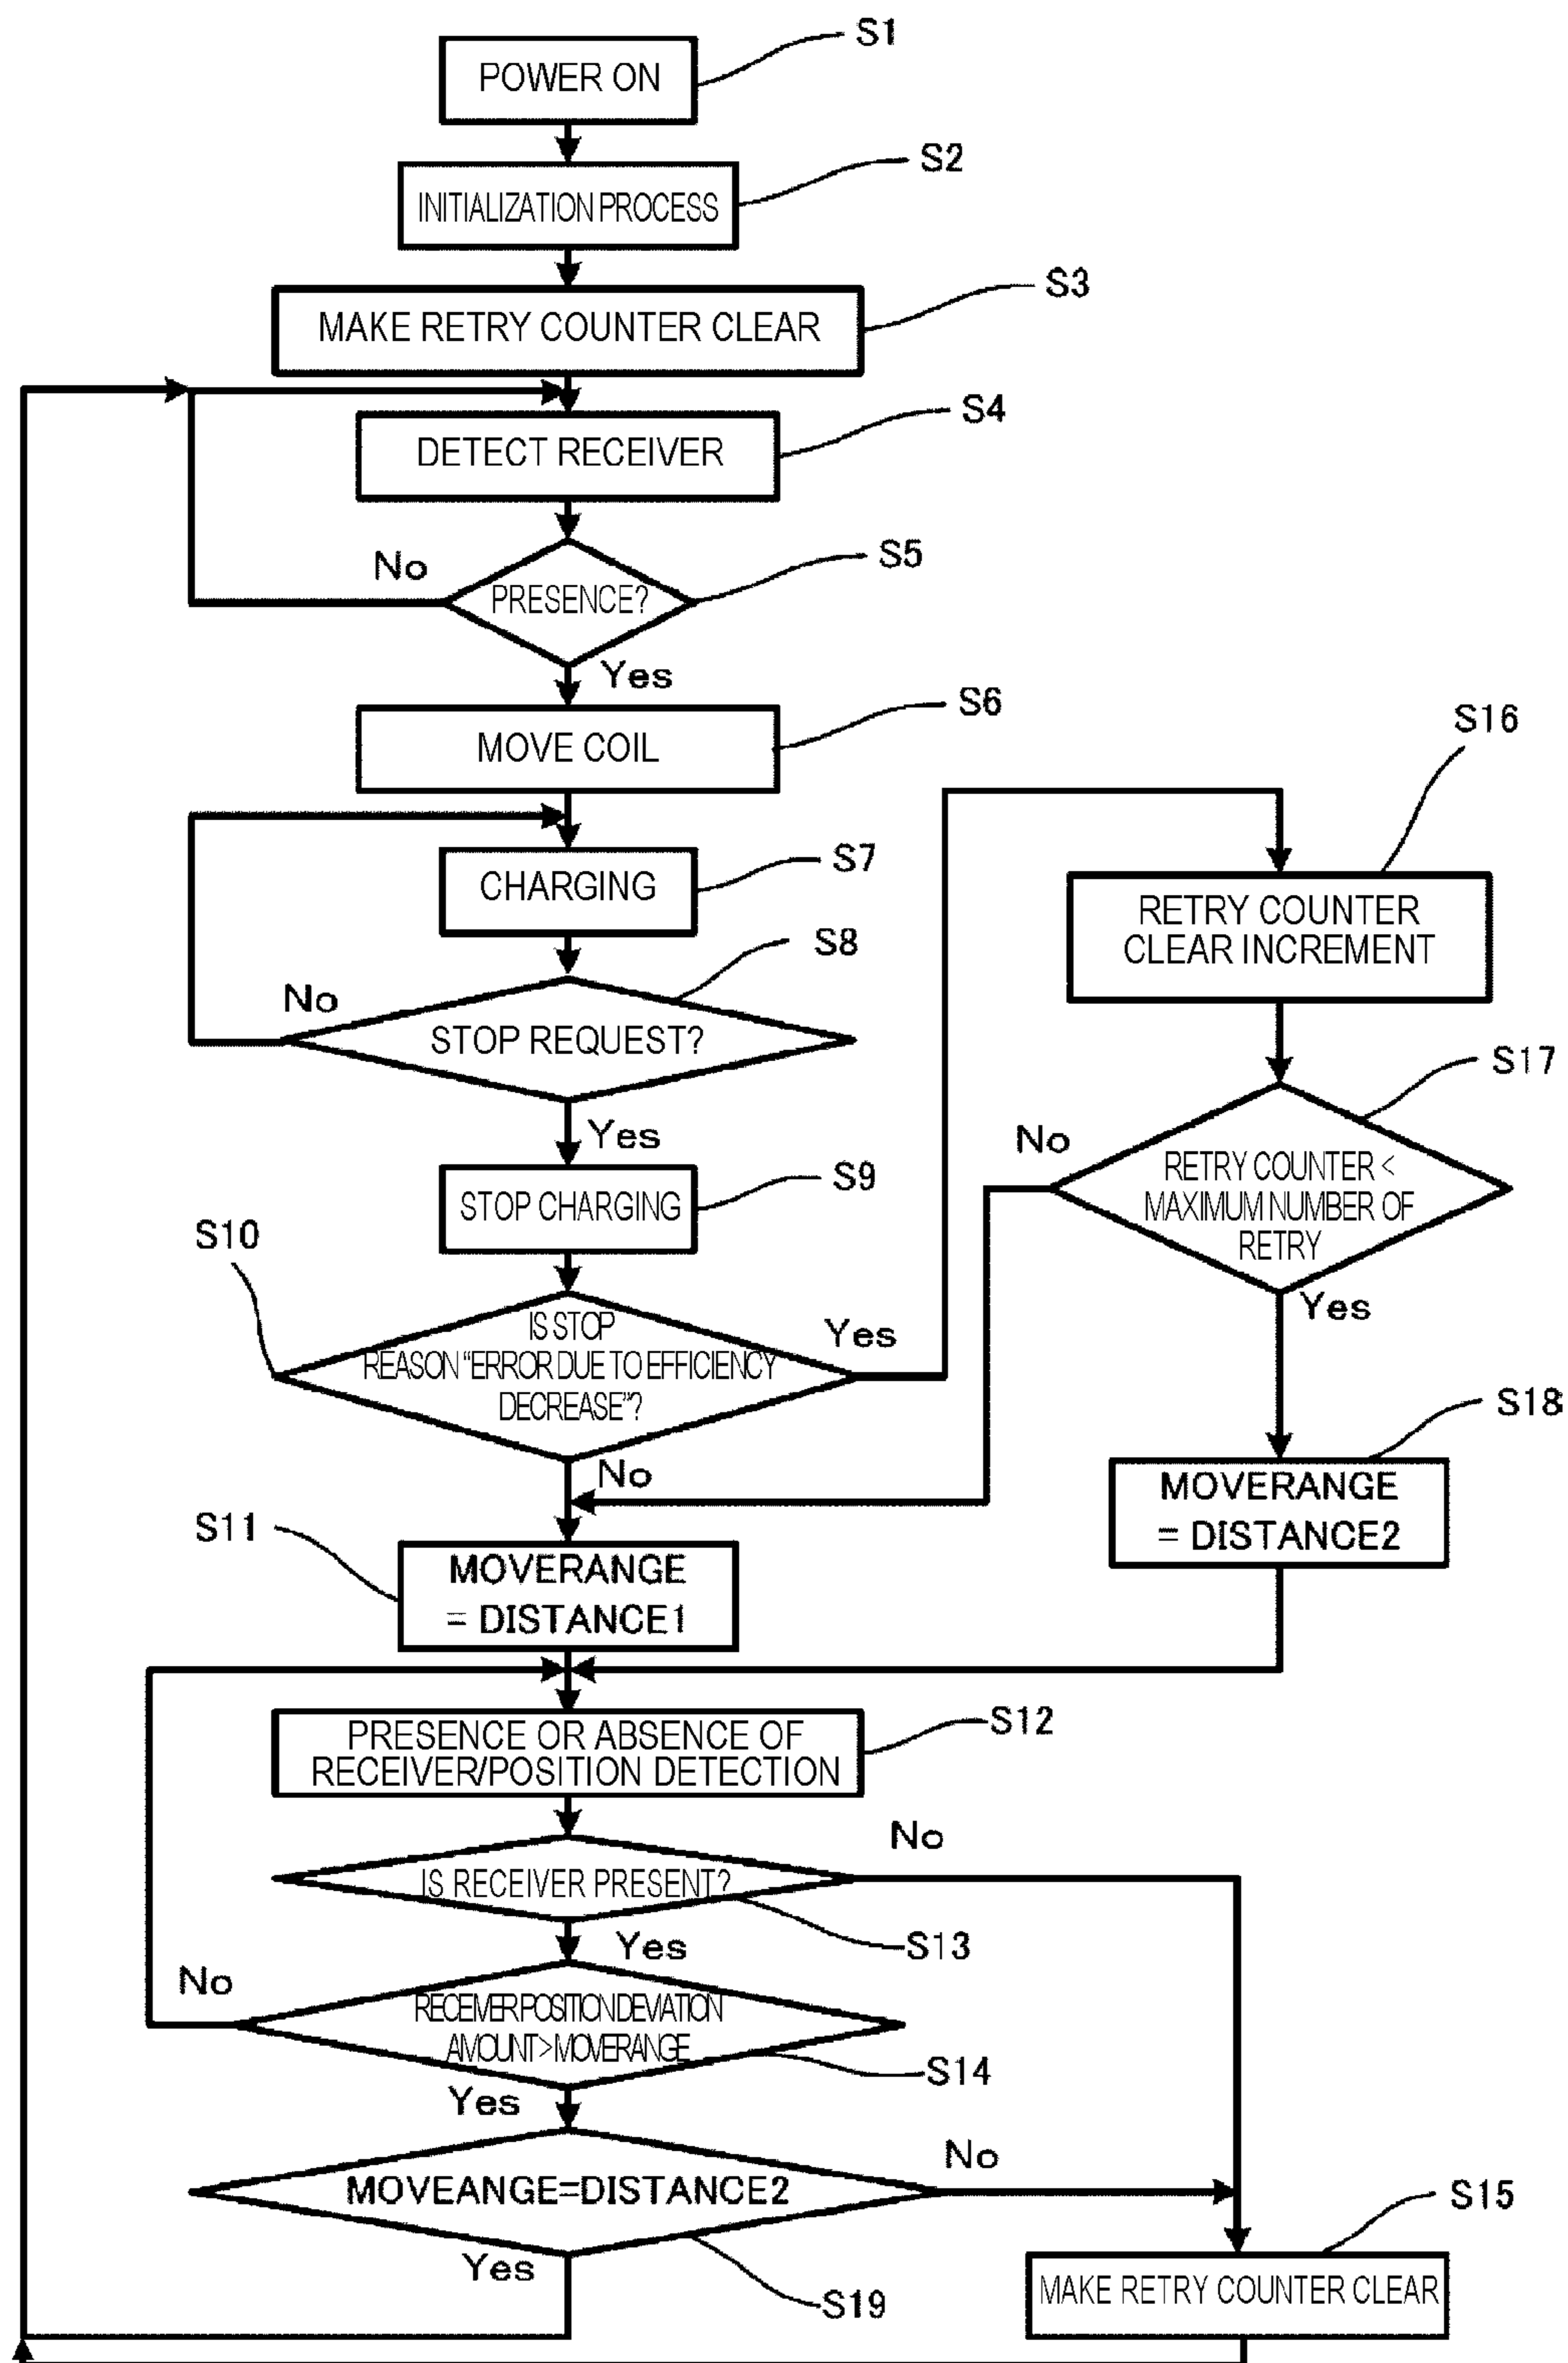 S1
POWER ON
S2
INITIALIZATION PROCESS
S3
MAKE RETRY COUNTER CLEAR
S4
DETECT RECEIVER
S5
No
PRESENCE?
Yes
S6
MOVE COIL
S16
S7
CHARGING
RETRY COUNTER
CLEAR INCREMENT
S8
No
STOP REQUEST?
S17
Yes
No
RETRY COUNTER <
MAXIMUM NUMBER OF
RETRY
S9
STOP CHARGING
S10
Yes
IS STOP
REASON “ERROR DUE TO EFFICIENCY
DECREASE”?
Yes
S18
No
MOVERANGE
= DISTANCE2
S11
MOVERANGE
= DISTANCE1
S12
PRESENCE OR ABSENCE OF
RECEIVER/POSITION DETECTION
No
IS RECEIVER PRESENT?
S13
Yes
No
RECEIVER POSITION DEVIATION
AMOUNT > MOVERANGE
S14
Yes
No
MOVEANGE=DISTANCE2
S15
Yes
MAKE RETRY COUNTER CLEAR
S19